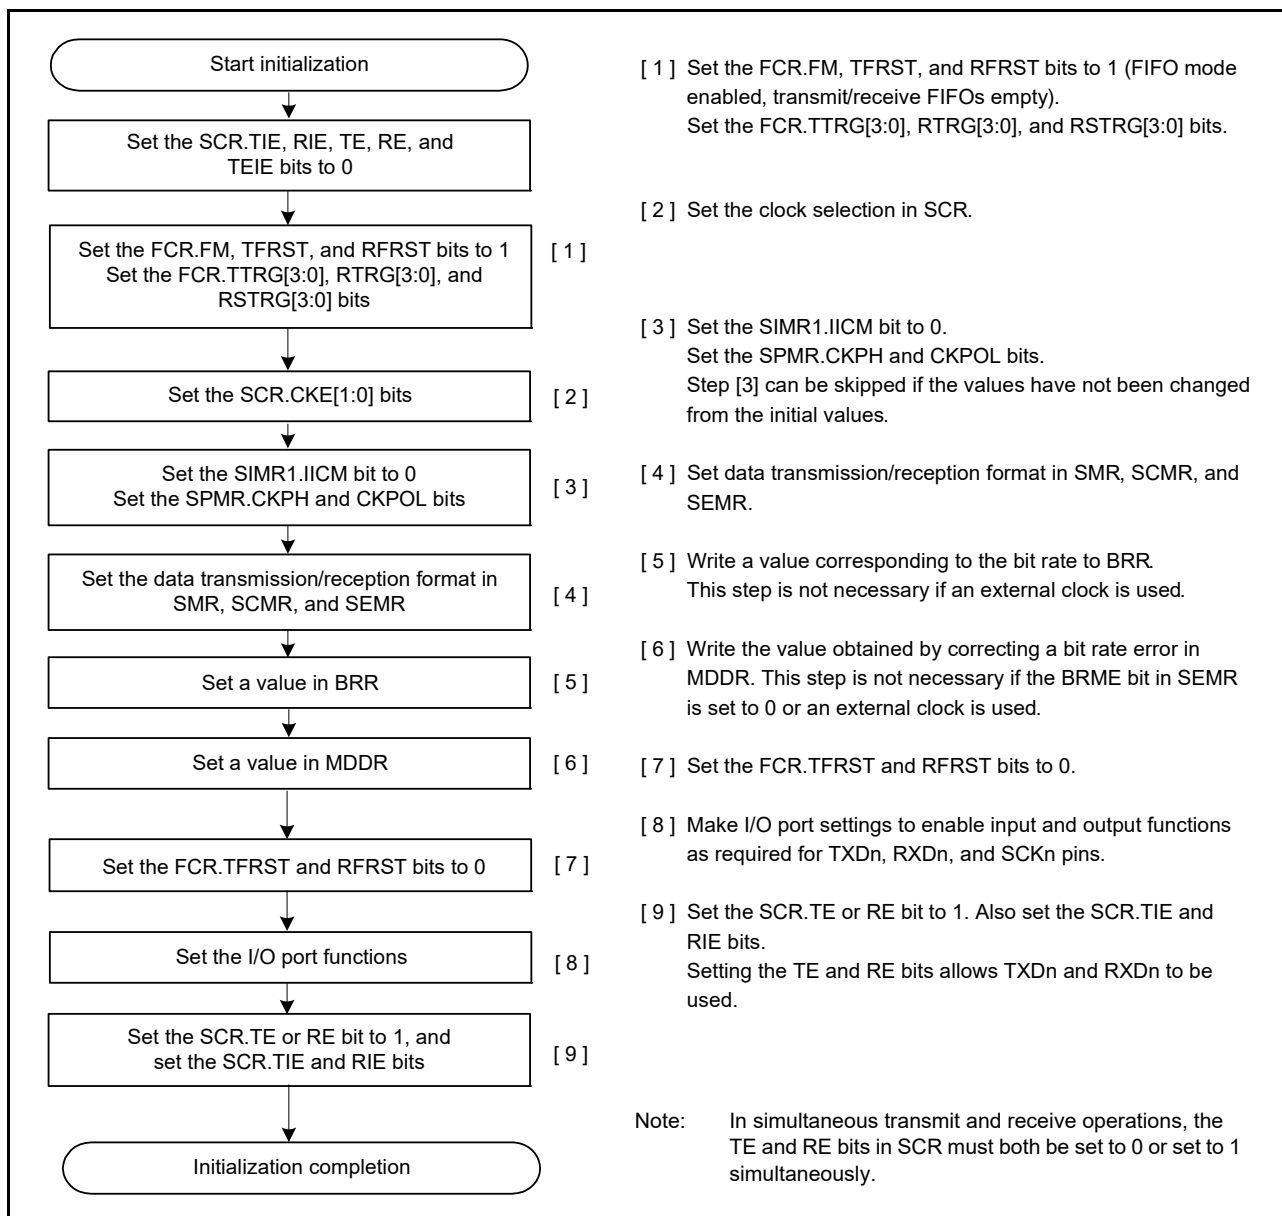 Start initialization
Set the SCR.TIE, RIE, TE, RE, and
TEIE bits to 0
Set the FCR.FM, TFRST, and RFRST bits to 1
Set the FCR.TTRG[3:0], RTRG[3:0], and
RSTRG[3:0] bits
[ 1 ]
Set the SCR.CKE[1:0] bits
[ 2 ]
Set the SIMR1.IICM bit to 0
Set the SPMR.CKPH and CKPOL bits
[ 3 ]
Set the data transmission/reception format in
SMR, SCMR, and SEMR
[ 4 ]
Set a value in BRR
[ 5 ]
Set a value in MDDR
[ 6 ]
Set the FCR.TFRST and RFRST bits to 0
[ 7 ]
Set the I/O port functions
[ 8 ]
Set the SCR.TE or RE bit to 1, and
set the SCR.TIE and RIE bits
[ 9 ]
Initialization completion
[ 1 ] Set the FCR.FM, TFRST, and RFRST bits to 1 (FIFO mode
enabled, transmit/receive FIFOs empty).
Set the FCR.TTRG[3:0], RTRG[3:0], and RSTRG[3:0] bits.
[ 2 ] Set the clock selection in SCR.
[ 3 ] Set the SIMR1.IICM bit to 0.
Set the SPMR.CKPH and CKPOL bits.
Step [3] can be skipped if the values have not been changed
from the initial values.
[ 4 ] Set data transmission/reception format in SMR, SCMR, and
SEMR.
[ 5 ] Write a value corresponding to the bit rate to BRR.
This step is not necessary if an external clock is used.
[ 6 ] Write the value obtained by correcting a bit rate error in
MDDR. This step is not necessary if the BRME bit in SEMR
is set to 0 or an external clock is used.
[ 7 ] Set the FCR.TFRST and RFRST bits to 0.
[ 8 ] Make I/O port settings to enable input and output functions
as required for TXDn, RXDn, and SCKn pins.
[ 9 ] Set the SCR.TE or RE bit to 1. Also set the SCR.TIE and
RIE bits.
Setting the TE and RE bits allows TXDn and RXDn to be
used.
Note: In simultaneous transmit and receive operations, the
TE and RE bits in SCR must both be set to 0 or set to 1
simultaneously.